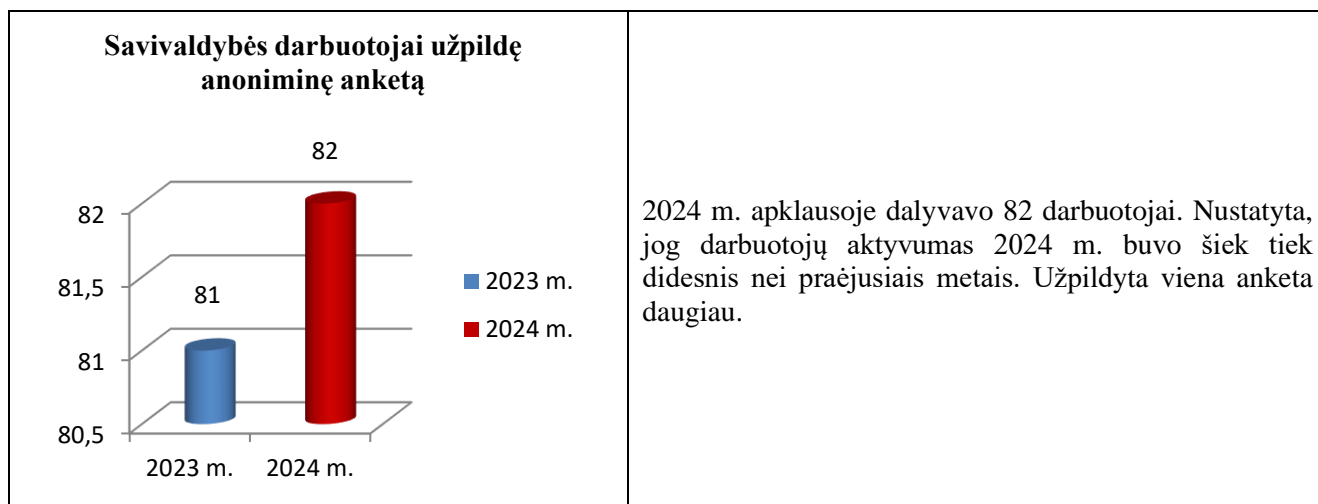 Savivaldybės darbuotojai užpildę
anoniminę anketą
82
82
81,5
81
81
80,5
2023 m.
2024 m.
2023 m.
2024 m.
2024 m. apklausoje dalyvavo 82 darbuotojai. Nustatyta,
jog darbuotojų aktyvumas 2024 m. buvo šiek tiek
didesnis nei praėjusiais metais. Užpildyta viena anketa
daugiau.